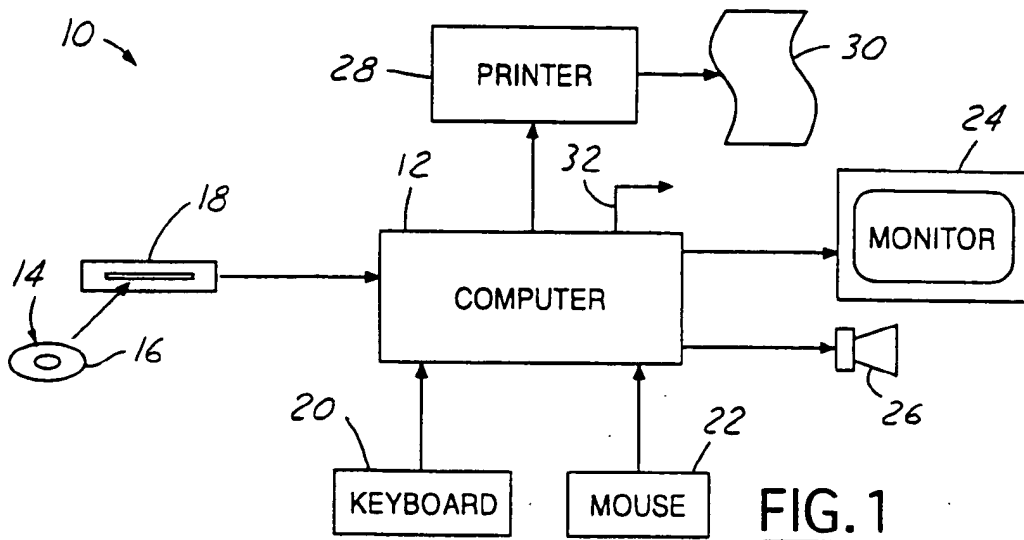 10
28
PRINTER
30
24
12
32
18
MONITOR
14
COMPUTER
16
26
20
22
KEYBOARD
MOUSE
FIG. 1